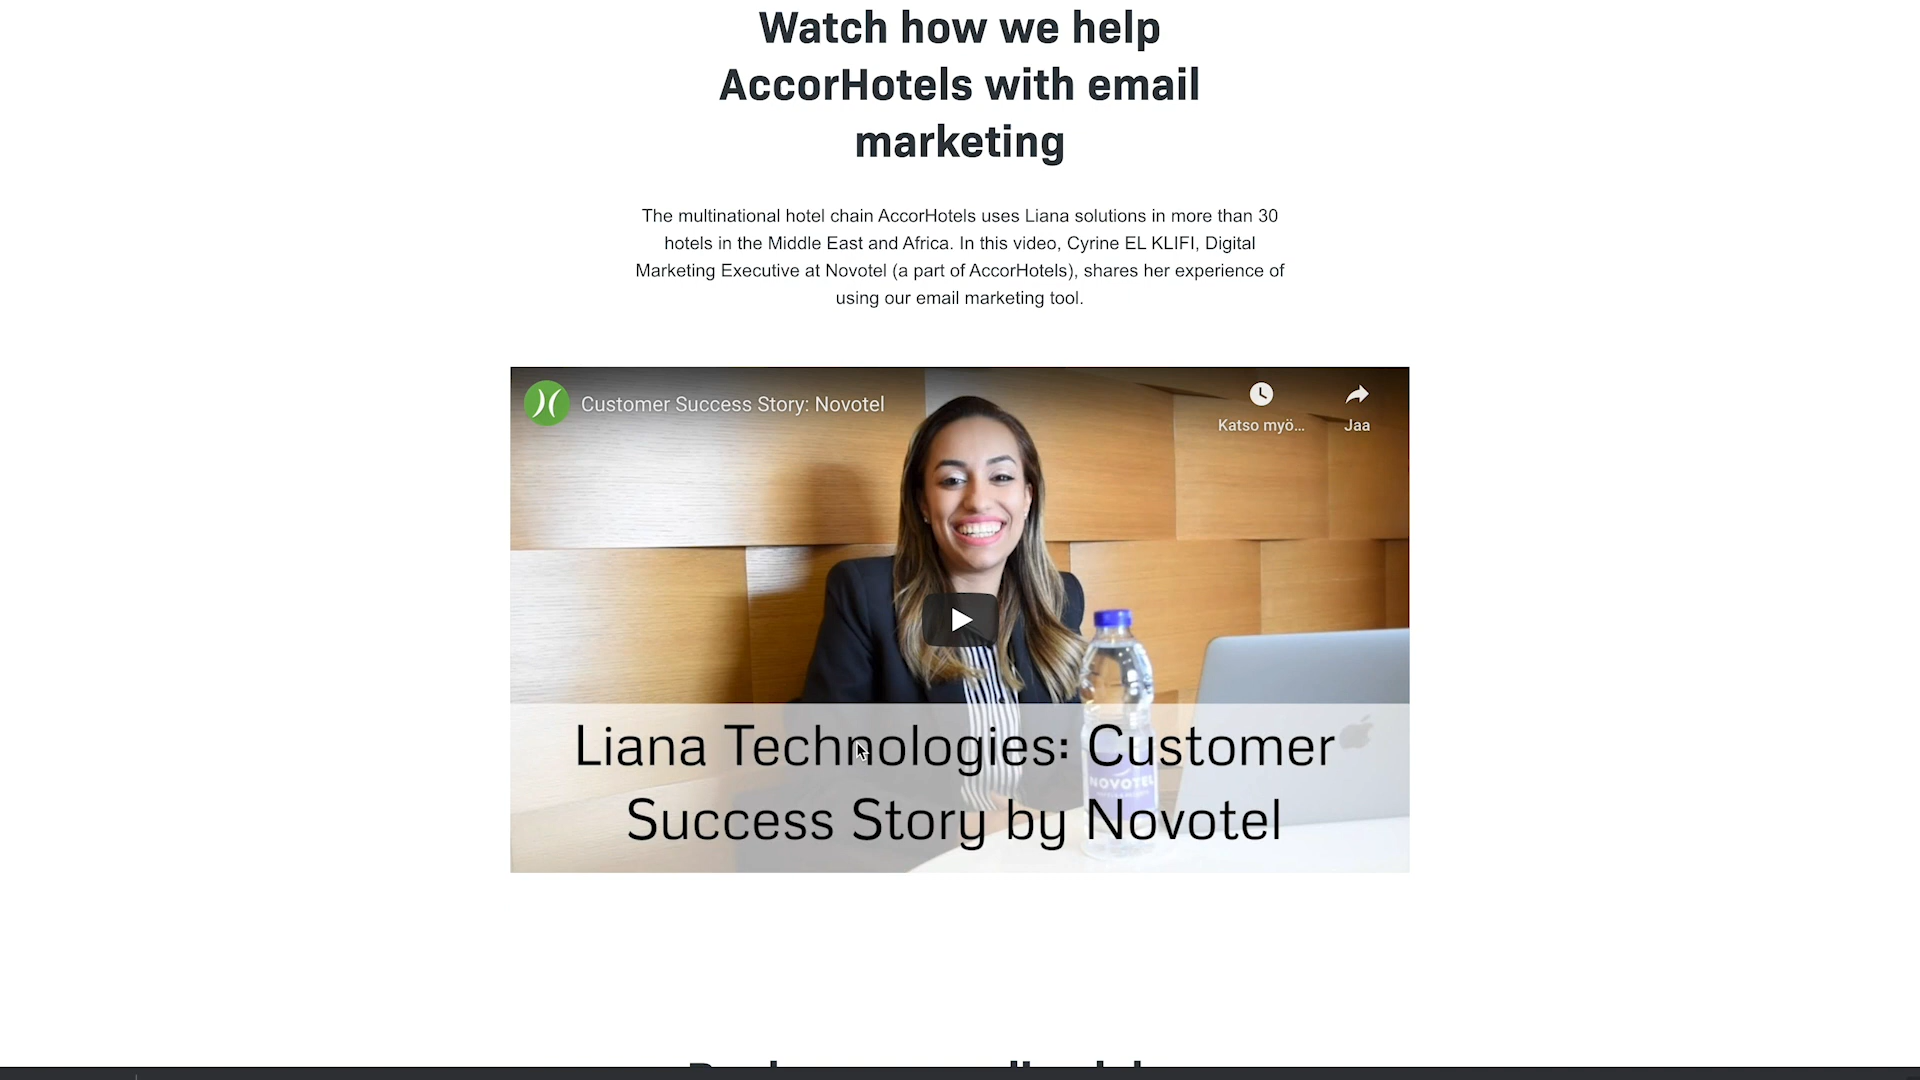 Watch how we help
AccorHotels with email
marketing
The multinational hotel chain AccorHotels uses Liana solutions in more than 30
hotels in the Middle East and Africa. In this video, Cyrine EL KLIFI, Digital
Marketing Executive at Novotel (a part of AccorHotels), shares her experience of
using our email marketing tool.
Customer Success Story: Novotel
Katso myö...
Jaa
Liana Technologies: Customer
Success Story by Novotel
NOVOTEL